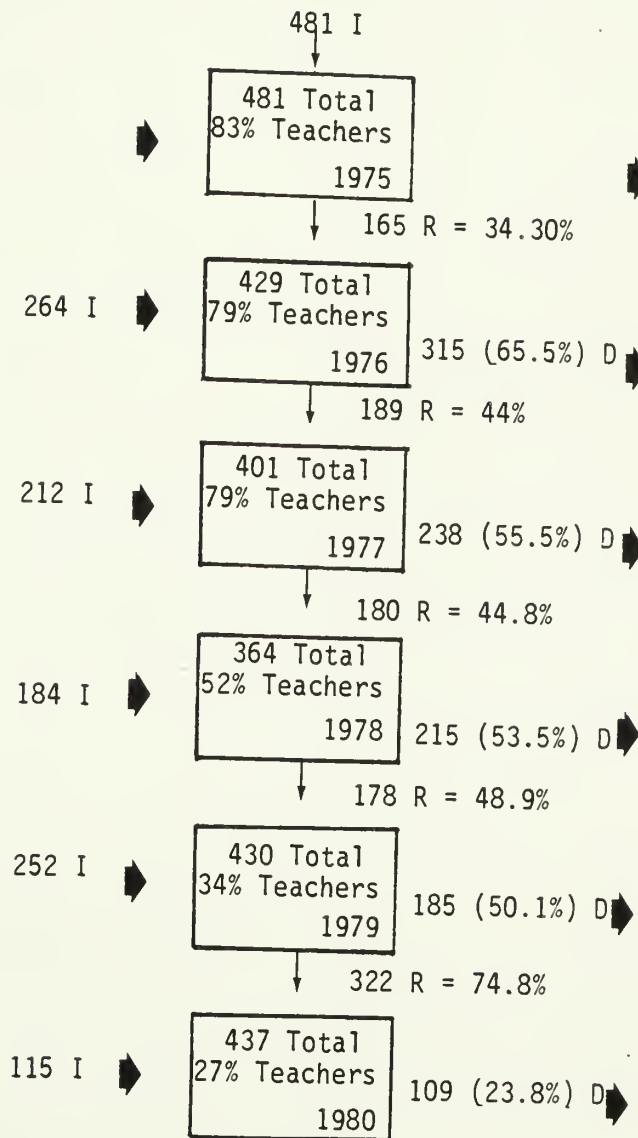 481 I
481 Total
83% Teachers
1975
165 R = 34.30%
264 I
429 Total
79% Teachers
1976
315 (65.5%) D
189 R = 44%
212 I
401 Total
79% Teachers
1977
238 (55.5%) D
180 R = 44.8%
184 I
364 Total
52% Teachers
1978
215 (53.5%) D
178 R = 48.9%
252 I
430 Total
34% Teachers
1979
185 (50.1%) D
322 R = 74.8%
115 I
437 Total
27% Teachers
1980
109 (23.8%) D